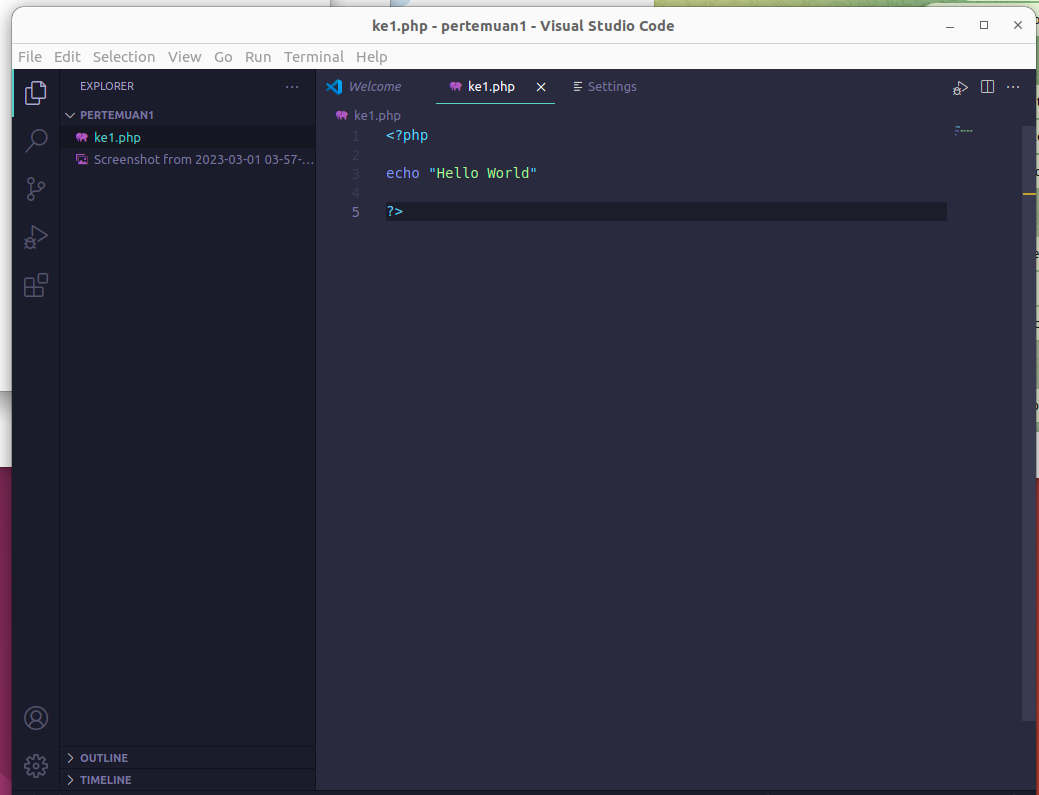 ke1.php - pertemuan1 - Visual Studio Code
File Edit Selection View Go Run Terminal Help
EXPLORER
PERTEMUAN1
ke1.php
Screenshot from 2023-03-01 03-57-...
OUTLINE
TIMELINE
Welcome ke1.php Settings
ke1.php
1 <?php
2
3 echo "Hello World"
4
5 ?>